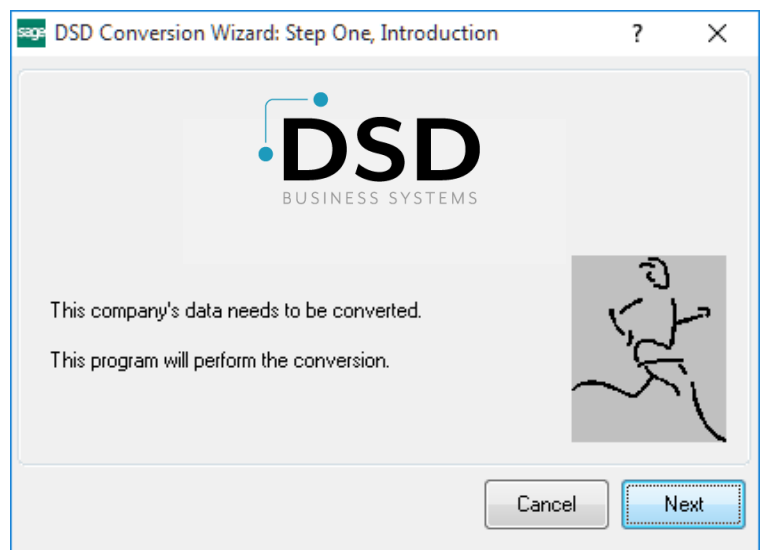 sage DSD Conversion Wizard: Step One, Introduction ?
DSD
BUSINESS SYSTEMS
This company's data needs to be converted.
This program will perform the conversion.
Cancel Next